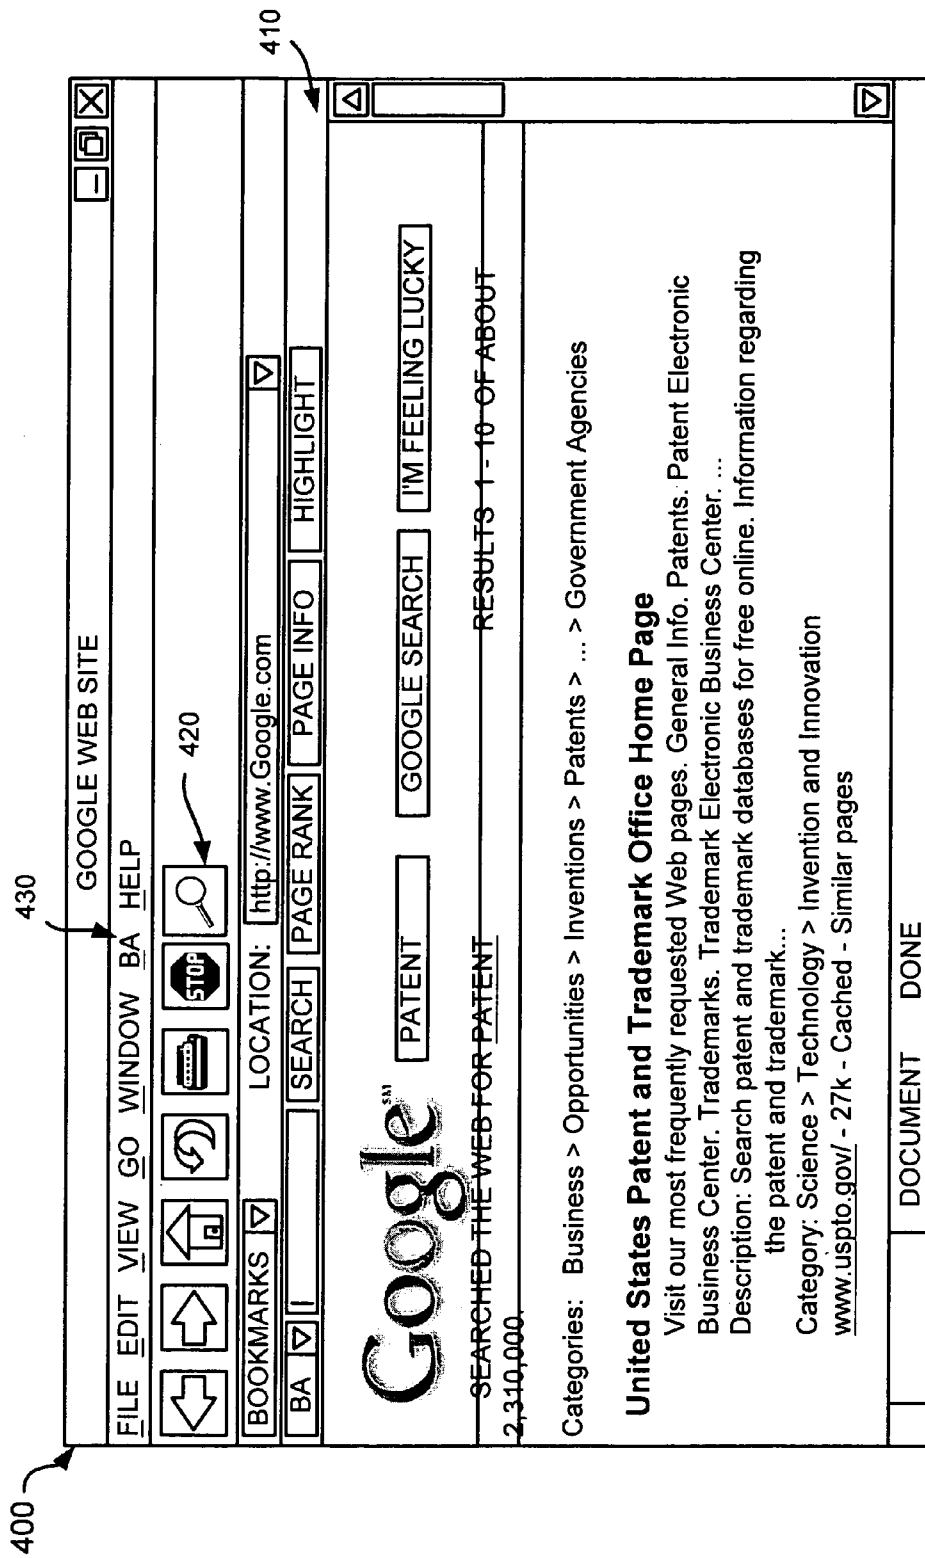 400
430
410
GOOGLE WEB SITE
FILE EDIT VIEW GO WINDOW BA HELP
STOP
420
BOOKMARKS LOCATION: http://www.Google.com
BA SEARCH PAGE RANK PAGE INFO HIGHLIGHT
Google SM PATENT GOOGLE SEARCH I'M FEELING LUCKY
SEARCHED THE WEB FOR PATENT RESULTS 1 - 10 OF ABOUT
2,310,000.
Categories: Business > Opportunities > Inventions > Patents > ... > Government Agencies
United States Patent and Trademark Office Home Page
Visit our most frequently requested Web pages. General Info. Patents. Patent Electronic
Business Center. Trademarks. Trademark Electronic Business Center. ...
Description: Search patent and trademark databases for free online. Information regarding
the patent and trademark...
Category: Science > Technology > Invention and Innovation
www.uspto.gov/ - 27k - Cached - Similar pages
DOCUMENT DONE